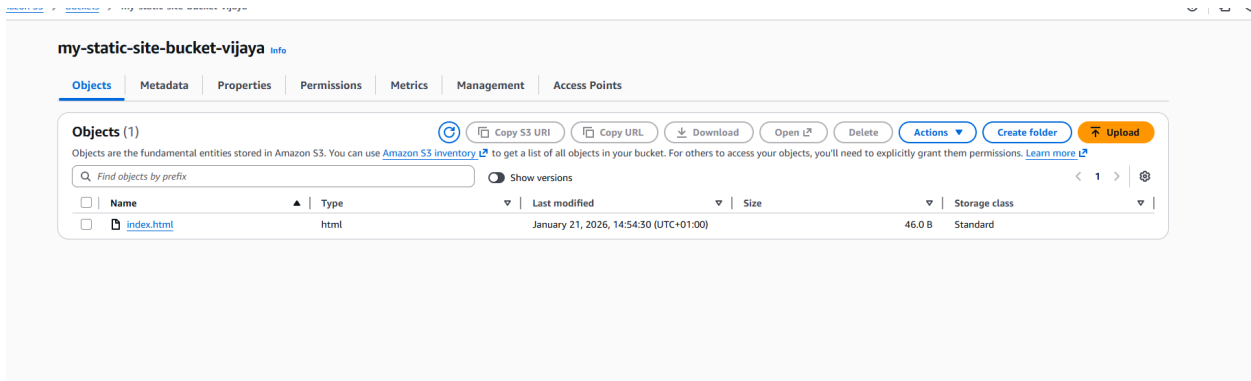 my-static-site-bucket-vijaya Info
Objects Metadata Properties Permissions Metrics Management Access Points
Objects (1) Copy S3 URI Copy URL Download Open Delete Actions Create folder Upload
Objects are the fundamental entities stored in Amazon S3. You can use Amazon S3 inventory to get a list of all objects in your bucket. For others to access your objects, you'll need to explicitly grant them permissions. Learn more
Find objects by prefix Show versions 1
Name Type Last modified Size Storage class
index.html html January 21, 2026, 14:54:30 (UTC+01:00) 46.0 B Standard